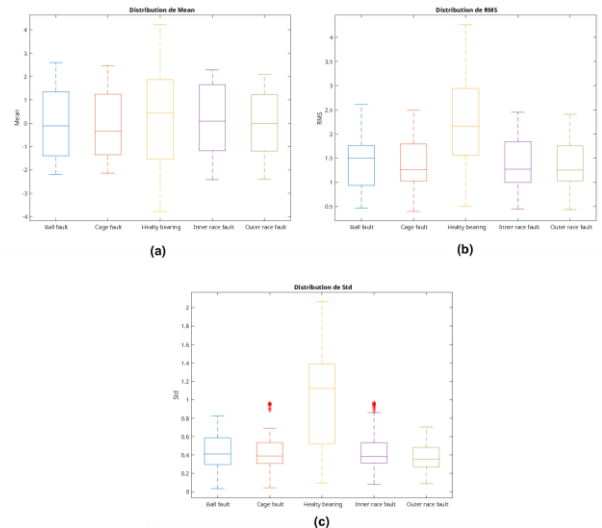 Distribution de Mean
4
3
2
1
0
-1
-2
-3
-4
Mean
Ball fault Cage fault Healty bearing Inner race fault Outer race fault
(a)
Distribution de RMS
4
3.5
3
2.5
2
1.5
1
0.5
RMS
Ball fault Cage fault Healty bearing Inner race fault Outer race fault
(b)
Distribution de Std
2
1.8
1.6
1.4
1.2
1
0.8
0.6
0.4
0.2
0
Std
Ball fault Cage fault Healty bearing Inner race fault Outer race fault
(c)